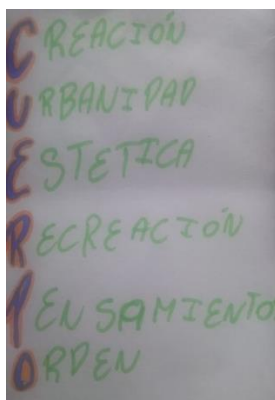 CREACIÓN
URBANIDAD
ESTETICA
RECREACIÓN
PENSAMIENTO
ORDEN